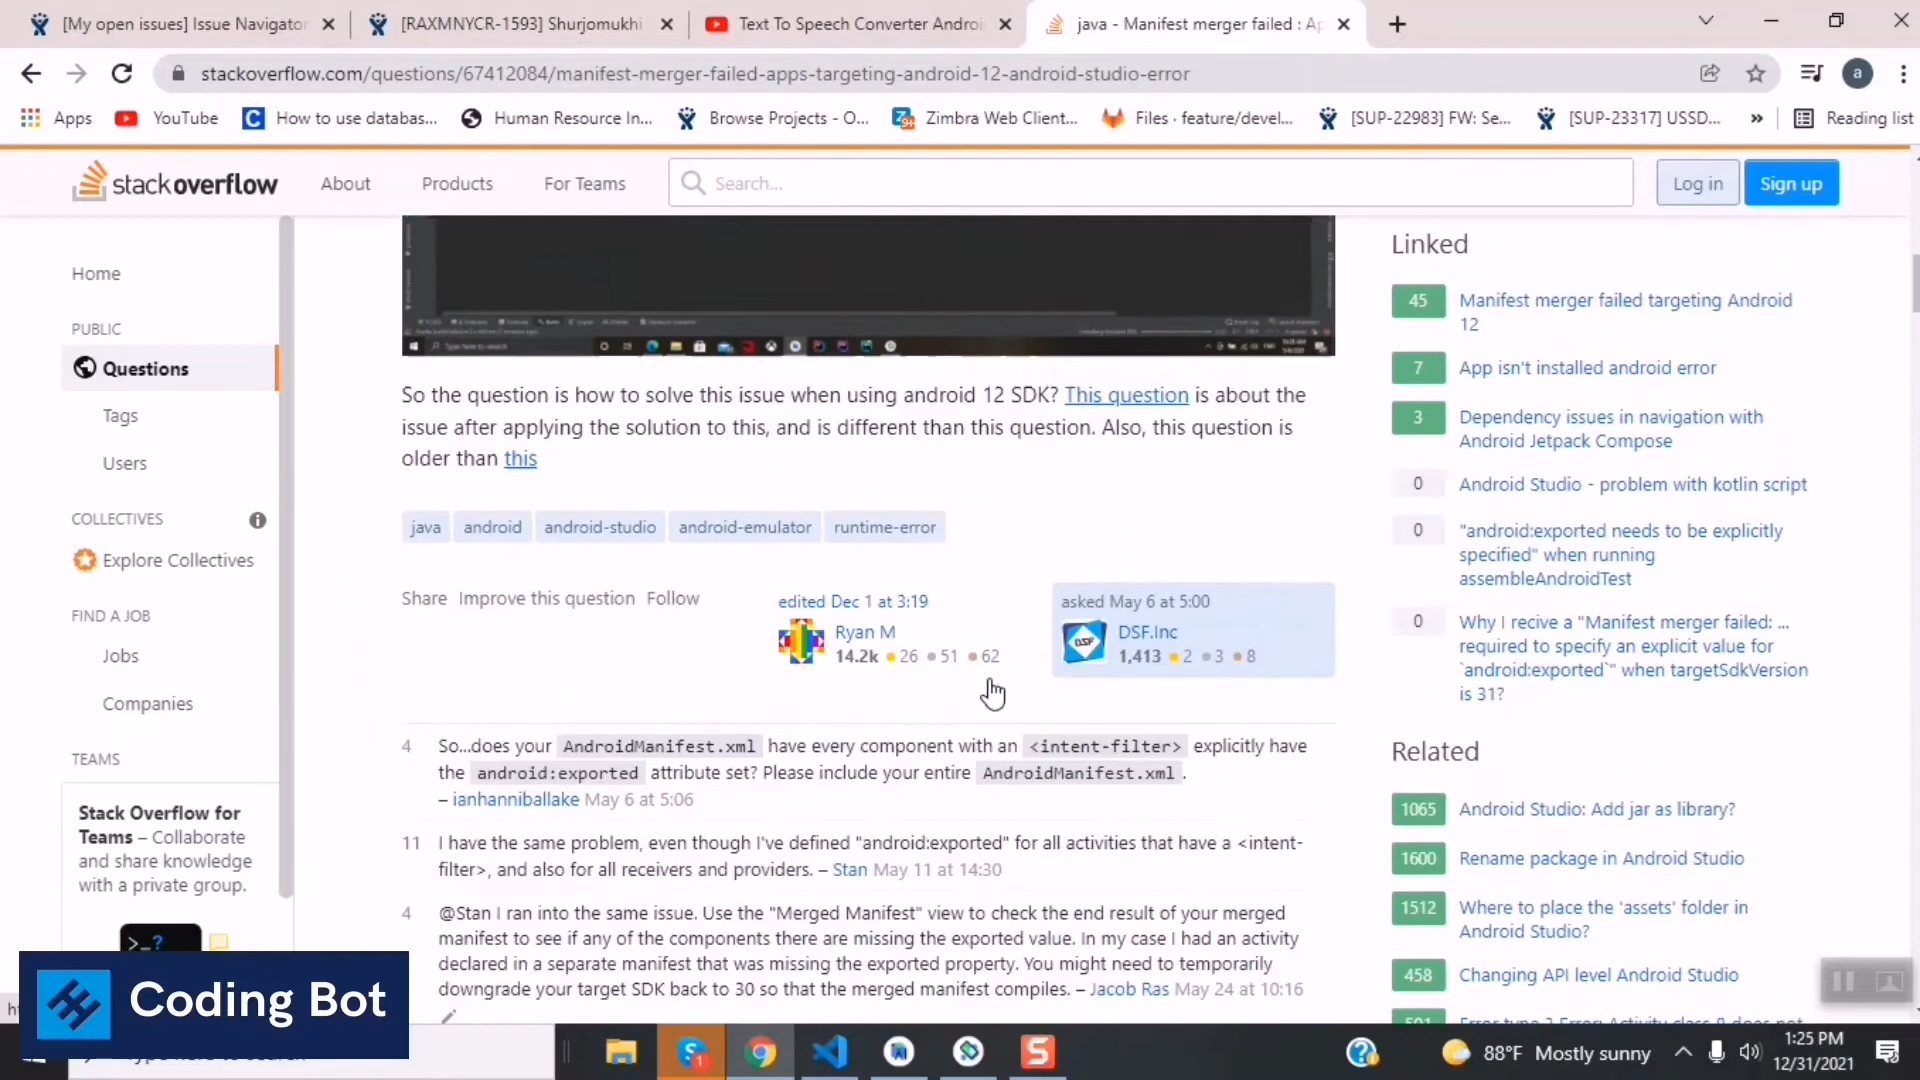 [My open issues] Issue Navigator
[RAXMNYCR-1593] Shurjomukhi
Text To Speech Converter Androi
java - Manifest merger failed : Ap
stackoverflow.com/questions/67412084/manifest-merger-failed-apps-targeting-android-12-android-studio-error
a
Apps
YouTube
How to use databas...
Human Resource In...
Browse Projects - O...
Zimbra Web Client...
Files · feature/devel...
[SUP-22983] FW: Se...
[SUP-23317] USSD...
»
Reading list
stackoverflow
About
Products
For Teams
Search...
Log in
Sign up
Home
PUBLIC
Questions
Tags
Users
COLLECTIVES
Explore Collectives
FIND A JOB
Jobs
Companies
TEAMS
Stack Overflow for
Teams – Collaborate
and share knowledge
with a private group.
>_?
So the question is how to solve this issue when using android 12 SDK? This question is about the
issue after applying the solution to this, and is different than this question. Also, this question is
older than this
java android android-studio android-emulator runtime-error
Share Improve this question Follow
edited Dec 1 at 3:19
Ryan M
14.2k 26 51 62
asked May 6 at 5:00
DSF.Inc
1,413 2 3 8
4 So...does your AndroidManifest.xml have every component with an <intent-filter> explicitly have
the android:exported attribute set? Please include your entire AndroidManifest.xml.
– ianhanniballake May 6 at 5:06
11 I have the same problem, even though I've defined "android:exported" for all activities that have a <intent-
filter>, and also for all receivers and providers. – Stan May 11 at 14:30
4 @Stan I ran into the same issue. Use the "Merged Manifest" view to check the end result of your merged
manifest to see if any of the components there are missing the exported value. In my case I had an activity
declared in a separate manifest that was missing the exported property. You might need to temporarily
downgrade your target SDK back to 30 so that the merged manifest compiles. – Jacob Ras May 24 at 10:16
Linked
45 Manifest merger failed targeting Android
12
7 App isn't installed android error
3 Dependency issues in navigation with
Android Jetpack Compose
0 Android Studio - problem with kotlin script
0 "android:exported needs to be explicitly
specified" when running
assembleAndroidTest
0 Why I recive a "Manifest merger failed: ...
required to specify an explicit value for
`android:exported`" when targetSdkVersion
is 31?
Related
1065 Android Studio: Add jar as library?
1600 Rename package in Android Studio
1512 Where to place the 'assets' folder in
Android Studio?
458 Changing API level Android Studio
Coding Bot
88°F Mostly sunny
1:25 PM
12/31/2021